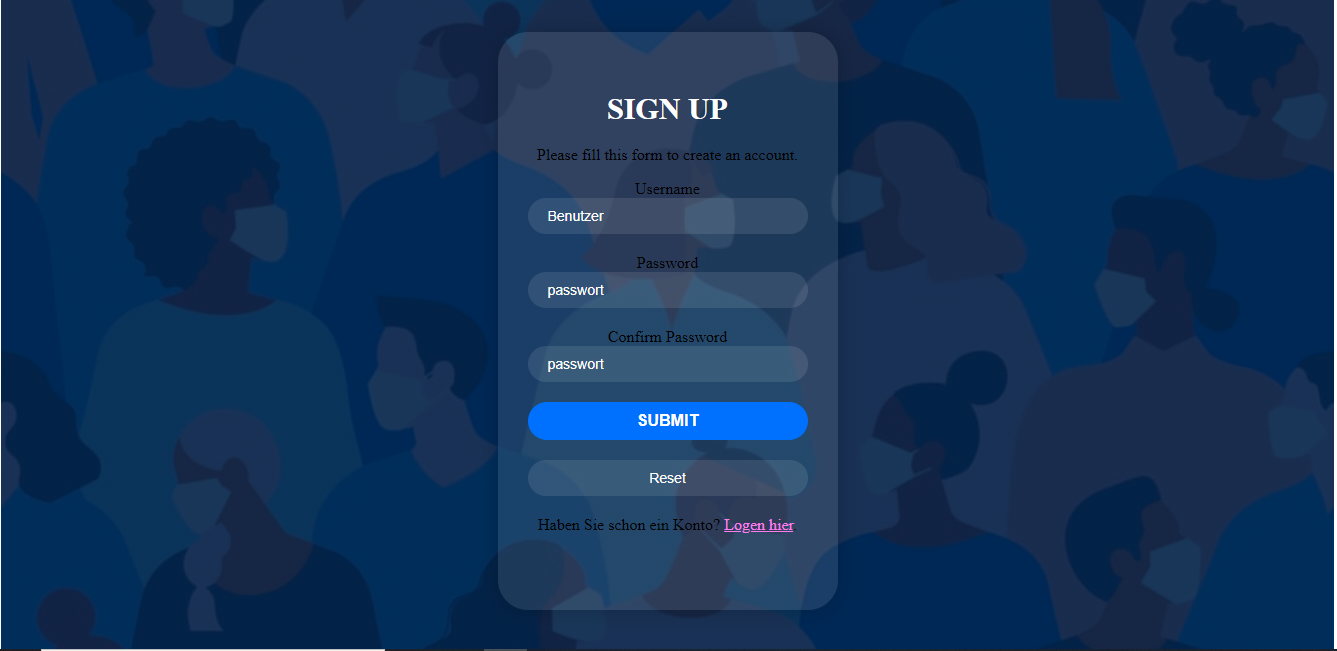 SIGN UP
Please fill this form to create an account.
Username
Benutzer
Password
passwort
Confirm Password
passwort
SUBMIT
Reset
Haben Sie schon ein Konto? Logen hier.